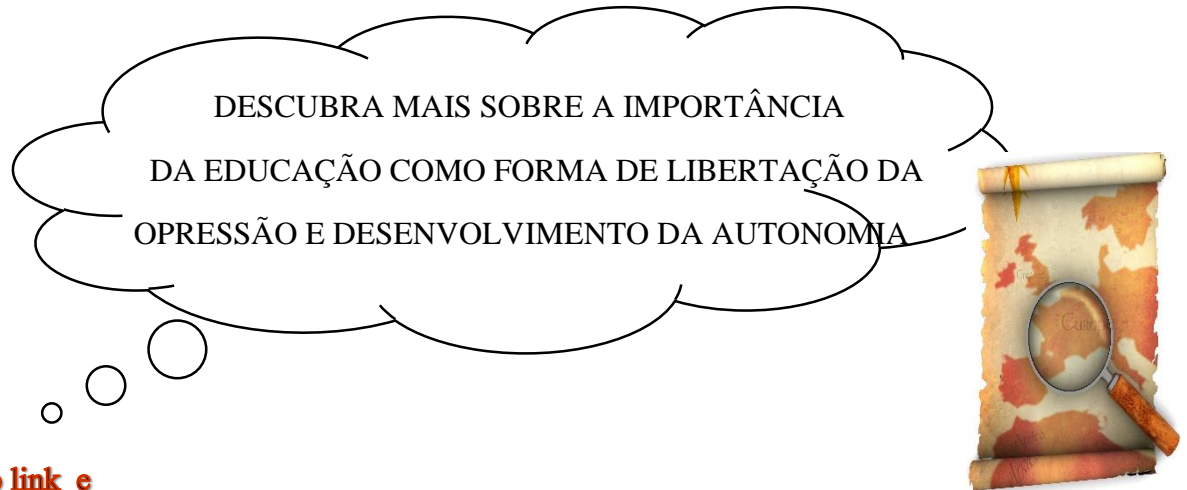 DESCUBRA MAIS SOBRE A IMPORTÂNCIA
DA EDUCAÇÃO COMO FORMA DE LIBERTAÇÃO DA
OPRESSÃO E DESENVOLVIMENTO DA AUTONOMIA
link e